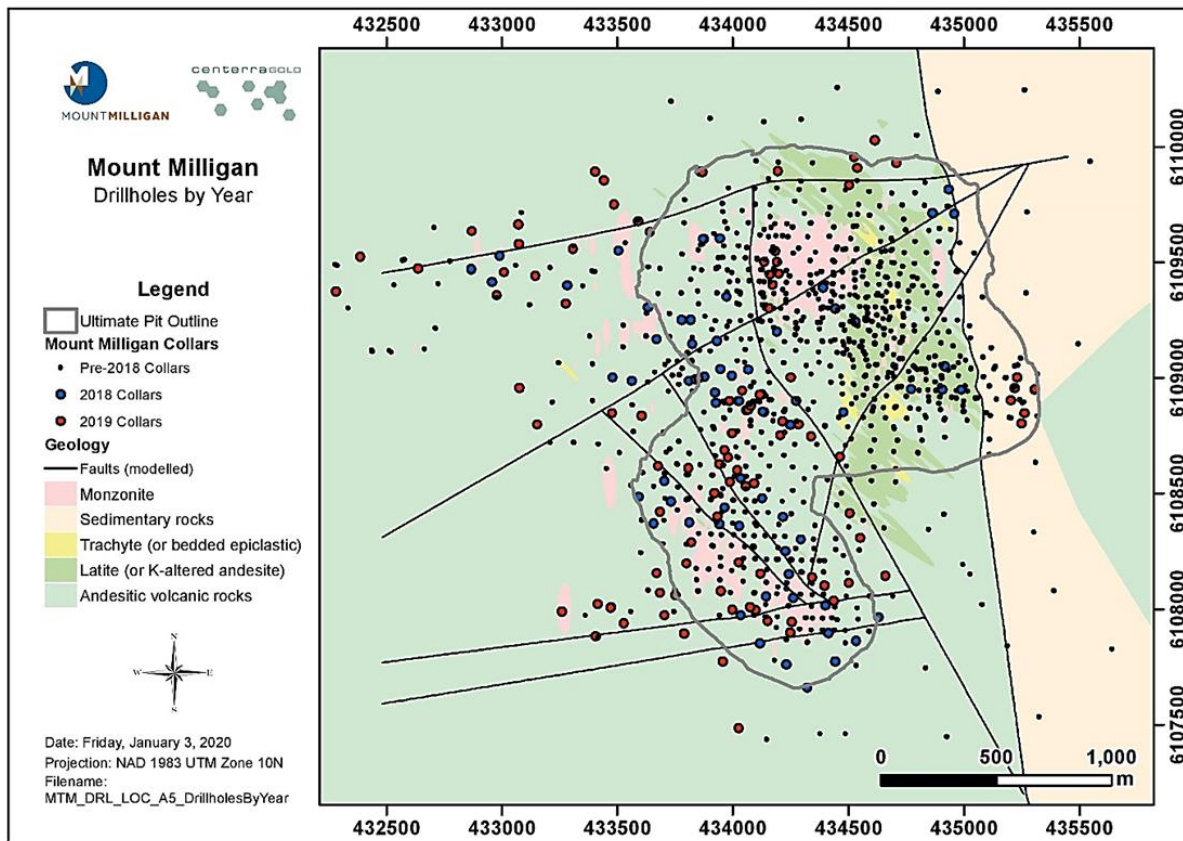 432500 433000 433500 434000 434500 435000 435500
MOUNTMILLIGAN
centerraGOLD
Mount Milligan
Drillholes by Year
Legend
Ultimate Pit Outline
Mount Milligan Collars
Pre-2018 Collars
2018 Collars
2019 Collars
Geology
Faults (modelled)
Monzonite
Sedimentary rocks
Trachyte (or bedded epiclastic)
Latite (or K-altered andesite)
Andesitic volcanic rocks
N
W E
S
Date: Friday, January 3, 2020
Projection: NAD 1983 UTM Zone 10N
Filename:
MTM_DRL_LOC_A5_DrillholesByYear
6110000
6109500
6109000
6108500
6108000
6107500
0 500 1,000
m
432500 433000 433500 434000 434500 435000 435500